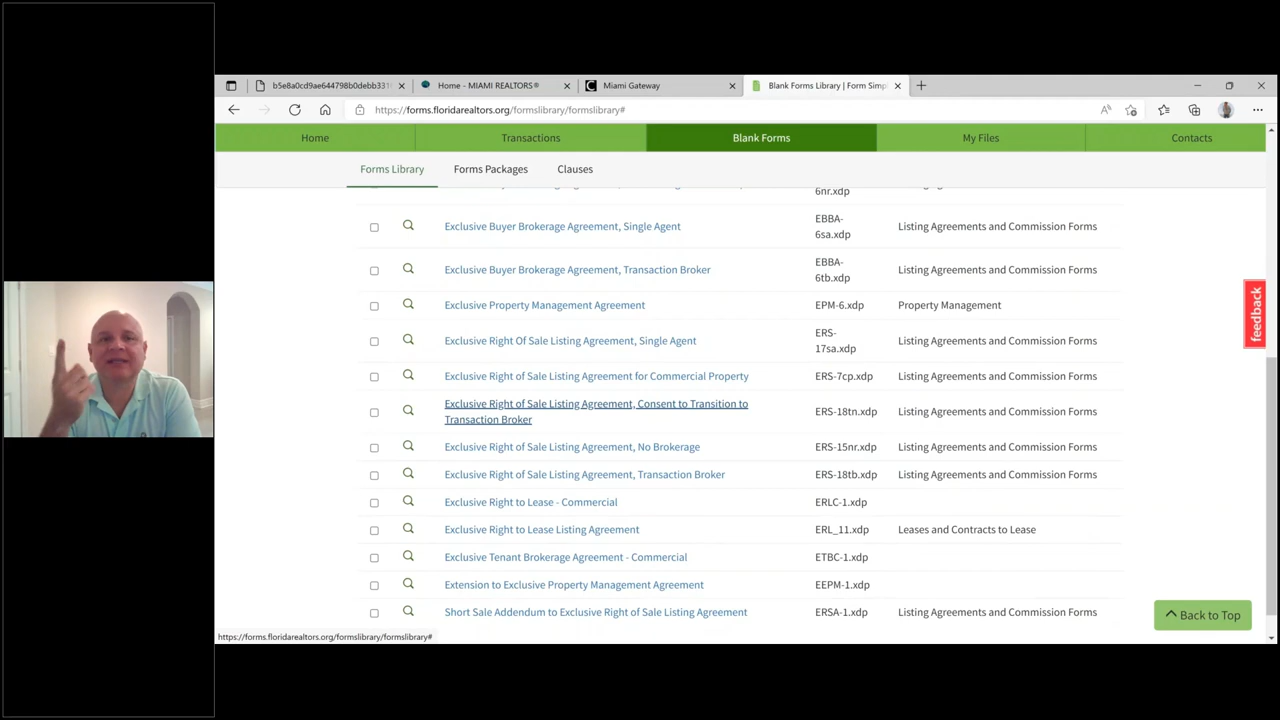 b5e8a0cd9ae644798b0debb331
Home - MIAMI REALTORS®
Miami Gateway
Blank Forms Library | Form Simpl
https://forms.floridarealtors.org/formslibrary/formslibrary#
Home
Transactions
Blank Forms
My Files
Contacts
Forms Library
Forms Packages
Clauses
6nr.xdp
Exclusive Buyer Brokerage Agreement, Single Agent
EBBA-
6sa.xdp
Listing Agreements and Commission Forms
Exclusive Buyer Brokerage Agreement, Transaction Broker
EBBA-
6tb.xdp
Listing Agreements and Commission Forms
Exclusive Property Management Agreement
EPM-6.xdp
Property Management
Exclusive Right Of Sale Listing Agreement, Single Agent
ERS-
17sa.xdp
Listing Agreements and Commission Forms
Exclusive Right of Sale Listing Agreement for Commercial Property
ERS-7cp.xdp
Listing Agreements and Commission Forms
Exclusive Right of Sale Listing Agreement, Consent to Transition to
Transaction Broker
ERS-18tn.xdp
Listing Agreements and Commission Forms
Exclusive Right of Sale Listing Agreement, No Brokerage
ERS-15nr.xdp
Listing Agreements and Commission Forms
Exclusive Right of Sale Listing Agreement, Transaction Broker
ERS-18tb.xdp
Listing Agreements and Commission Forms
Exclusive Right to Lease - Commercial
ERLC-1.xdp
Exclusive Right to Lease Listing Agreement
ERL_11.xdp
Leases and Contracts to Lease
Exclusive Tenant Brokerage Agreement - Commercial
ETBC-1.xdp
Extension to Exclusive Property Management Agreement
EEPM-1.xdp
Short Sale Addendum to Exclusive Right of Sale Listing Agreement
ERSA-1.xdp
Listing Agreements and Commission Forms
feedback
Back to Top
https://forms.floridarealtors.org/formslibrary/formslibrary#